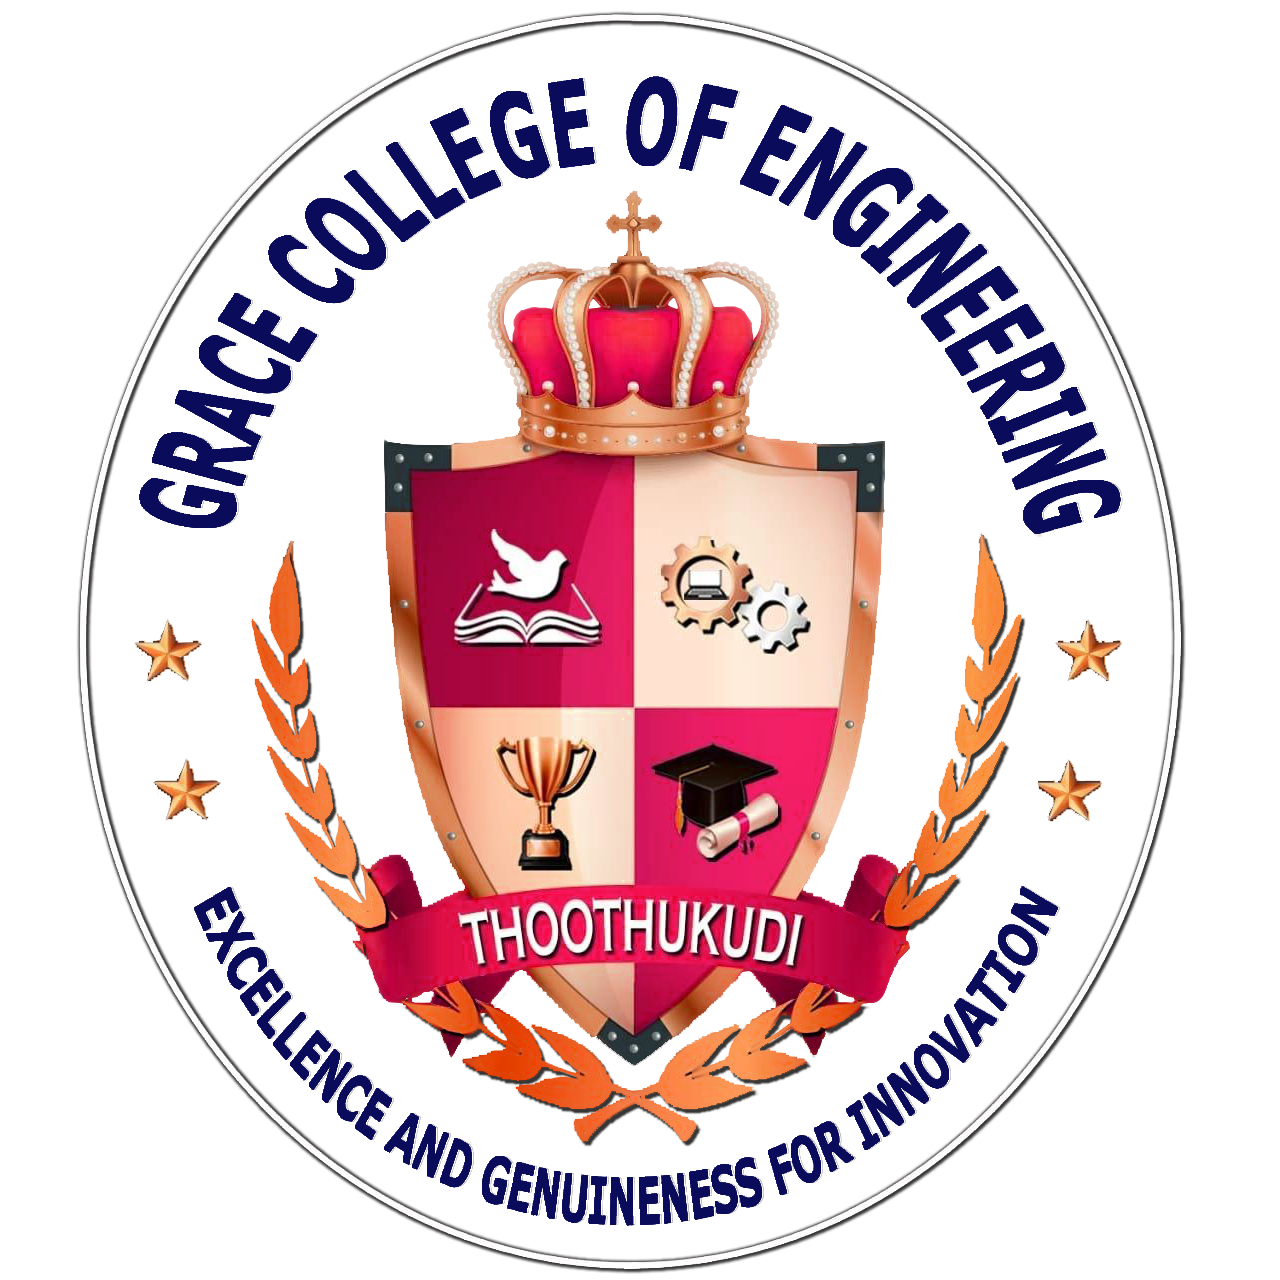 GRACE COLLEGE OF ENGINEERING
THOOTHUKUDI
EXCELLENCE AND GENUINENESS FOR INNOVATION